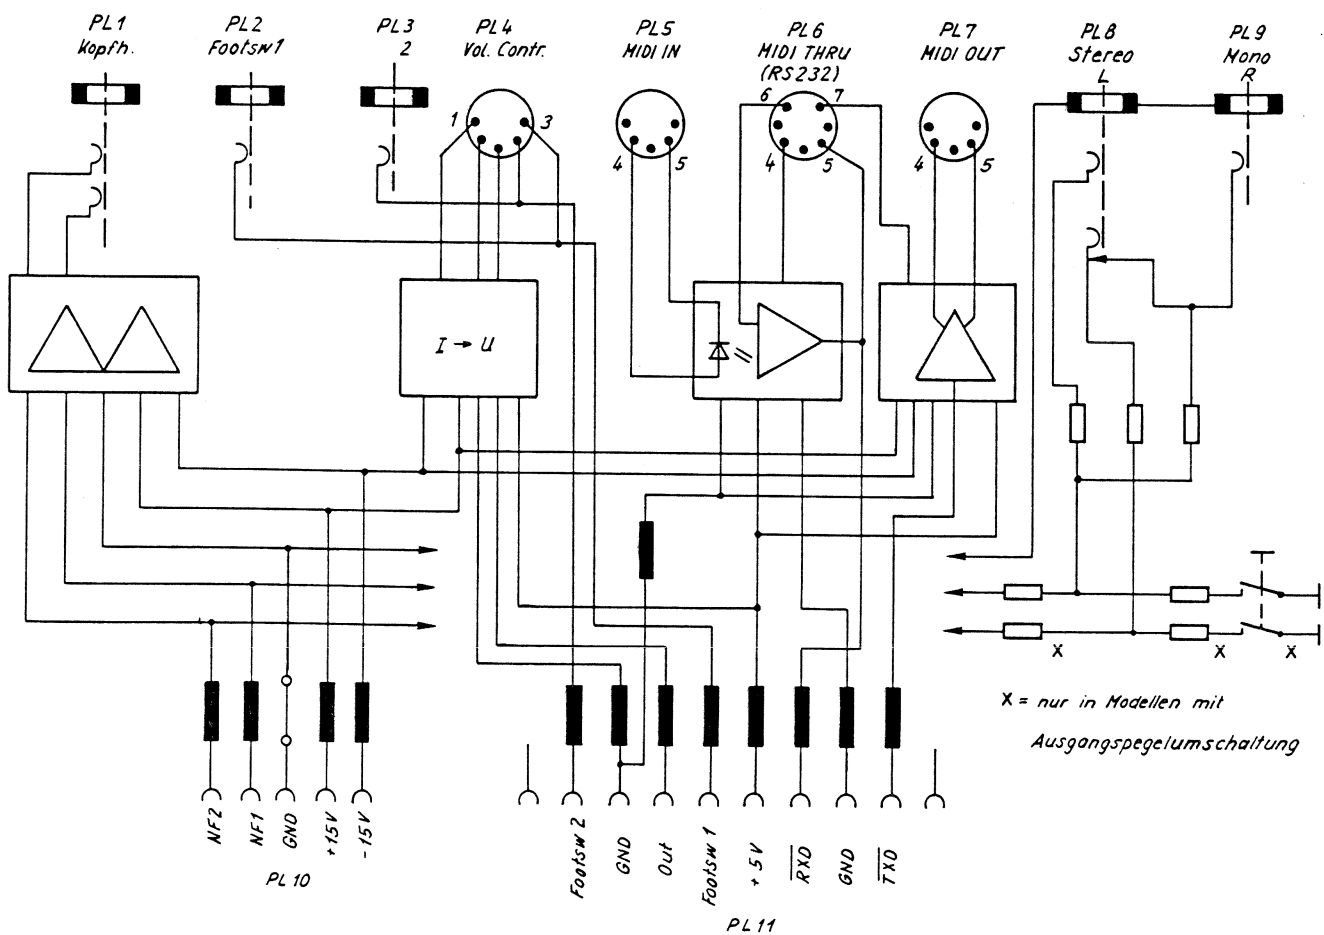 PL1
Kopfh.
PL2
Footsw1
PL3
2
PL4
Vol. Contr.
PL5
MIDI IN
PL6
MIDI THRU
(RS232)
PL7
MIDI OUT
PL8
Stereo
L
PL9
Mono
R
1
3
4
5
6
7
4
5
4
5
I → U
X
X
X
X = nur in Modellen mit
Ausgangspegelumschaltung
NF2
NF1
GND
+15V
-15V
PL10
Footsw 2
GND
Out
Footsw 1
+5V
R̅X̅D̅
GND
T̅X̅D̅
PL11